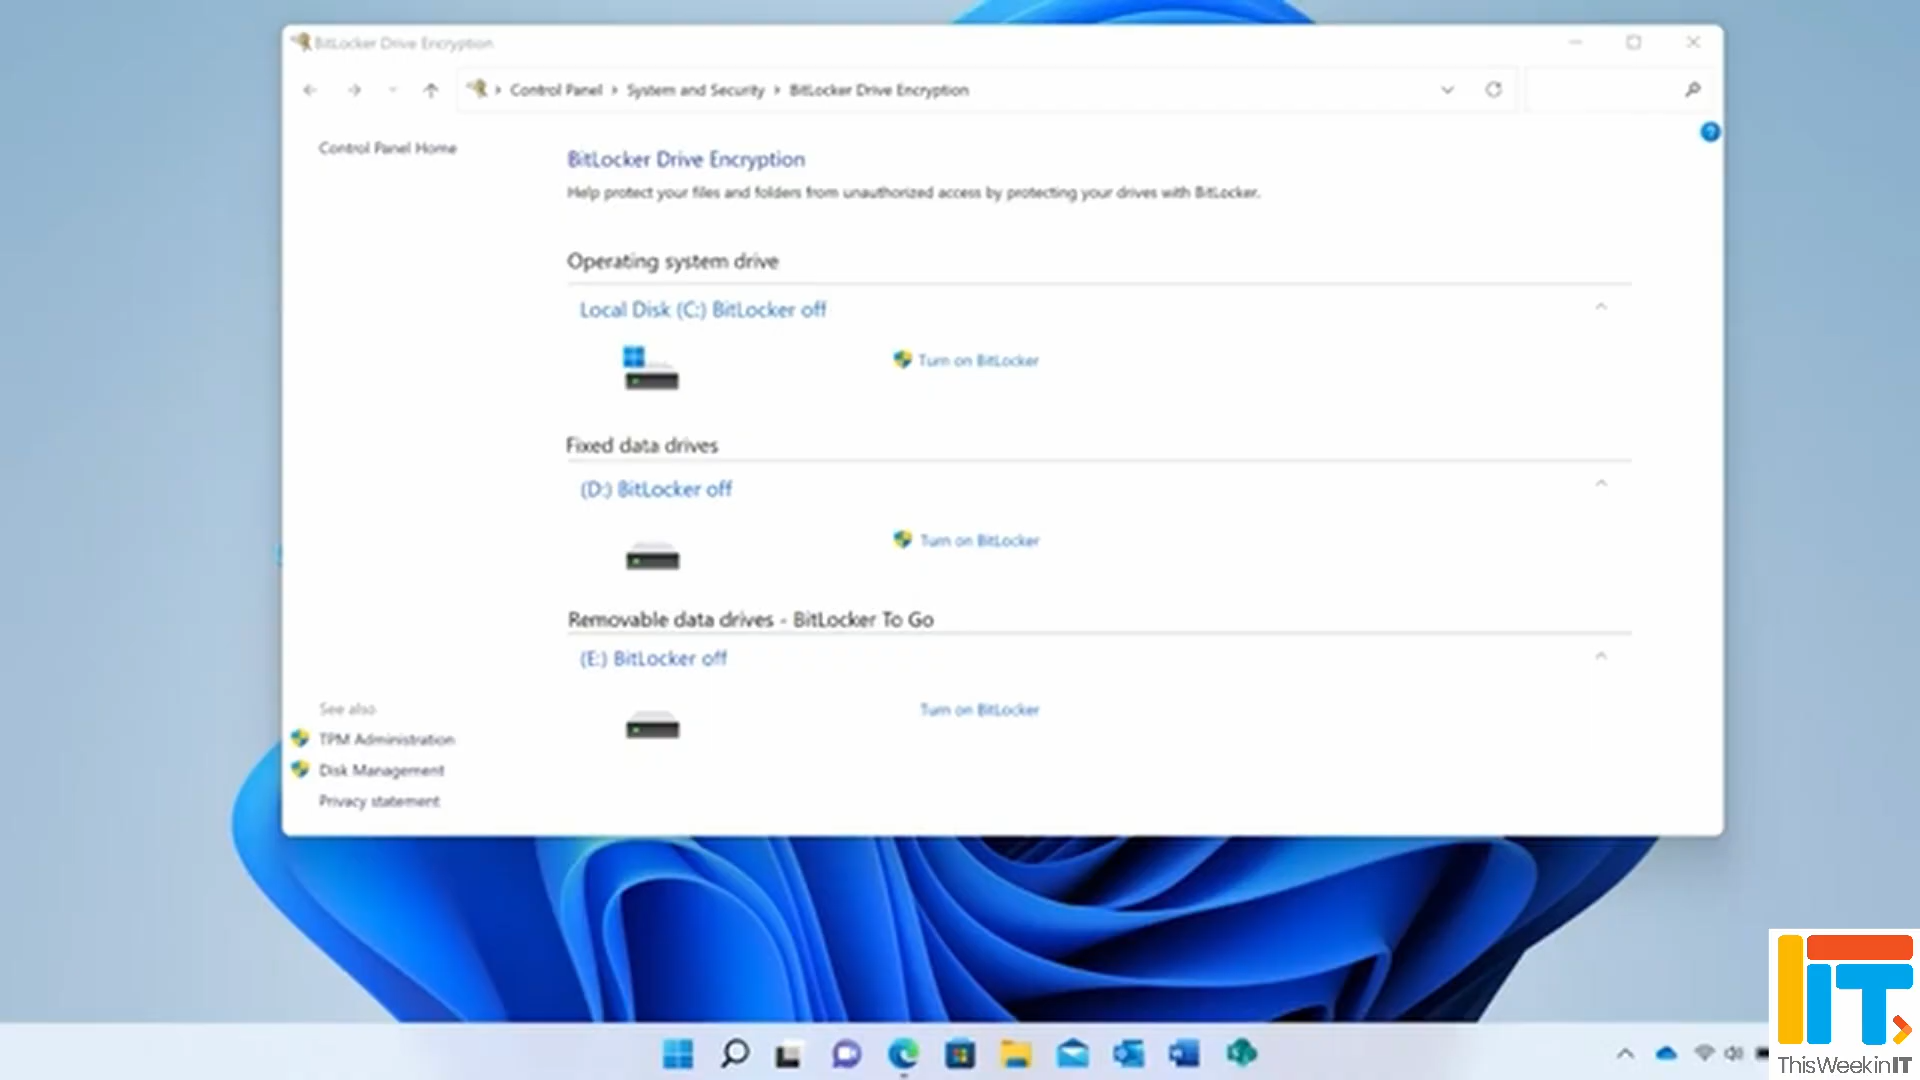 BitLocker Drive Encryption
Control Panel › System and Security › BitLocker Drive Encryption
Control Panel Home
BitLocker Drive Encryption
Help protect your files and folders from unauthorized access by protecting your drives with BitLocker.
Operating system drive
Local Disk (C:) BitLocker off
Turn on BitLocker
Fixed data drives
(D:) BitLocker off
Turn on BitLocker
Removable data drives - BitLocker To Go
(E:) BitLocker off
Turn on BitLocker
See also
TPM Administration
Disk Management
Privacy statement
IT
ThisWeekinIT